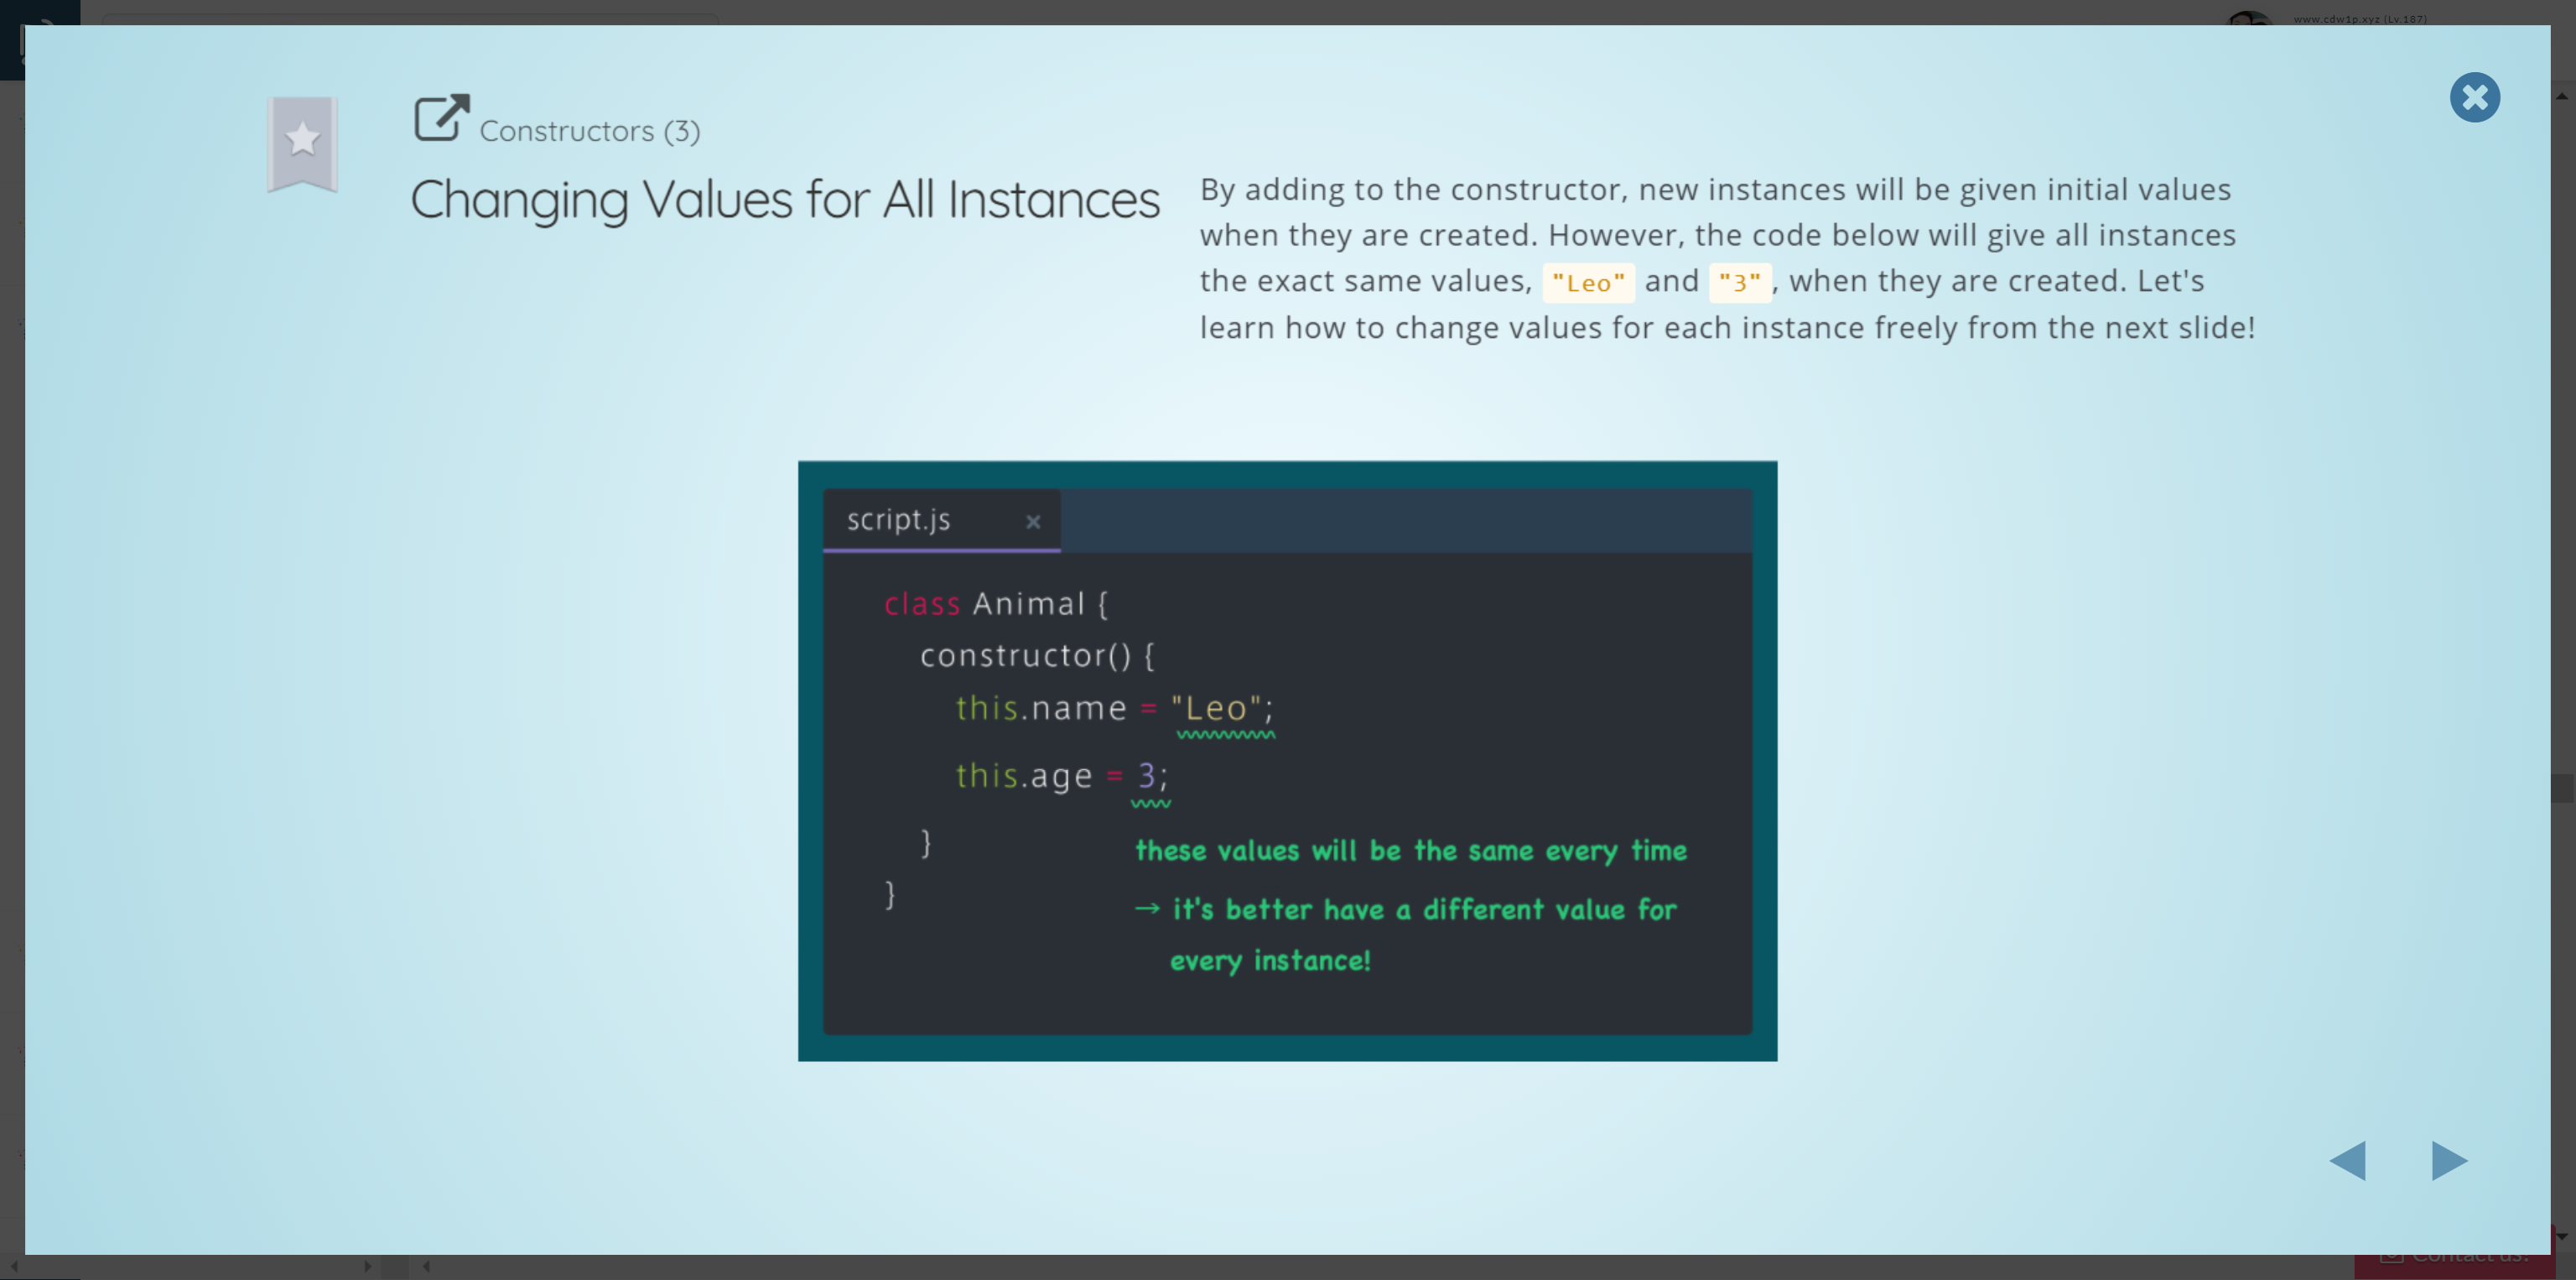 www.cdw1p.xyz (Lv.187)
Constructors (3)
Changing Values for All Instances
By adding to the constructor, new instances will be given initial values
when they are created. However, the code below will give all instances
the exact same values, "Leo" and "3", when they are created. Let's
learn how to change values for each instance freely from the next slide!
script.js ×
class Animal {
constructor() {
this.name = "Leo";
this.age = 3;
}
}
these values will be the same every time
→ it's better have a different value for
every instance!
Contact us!